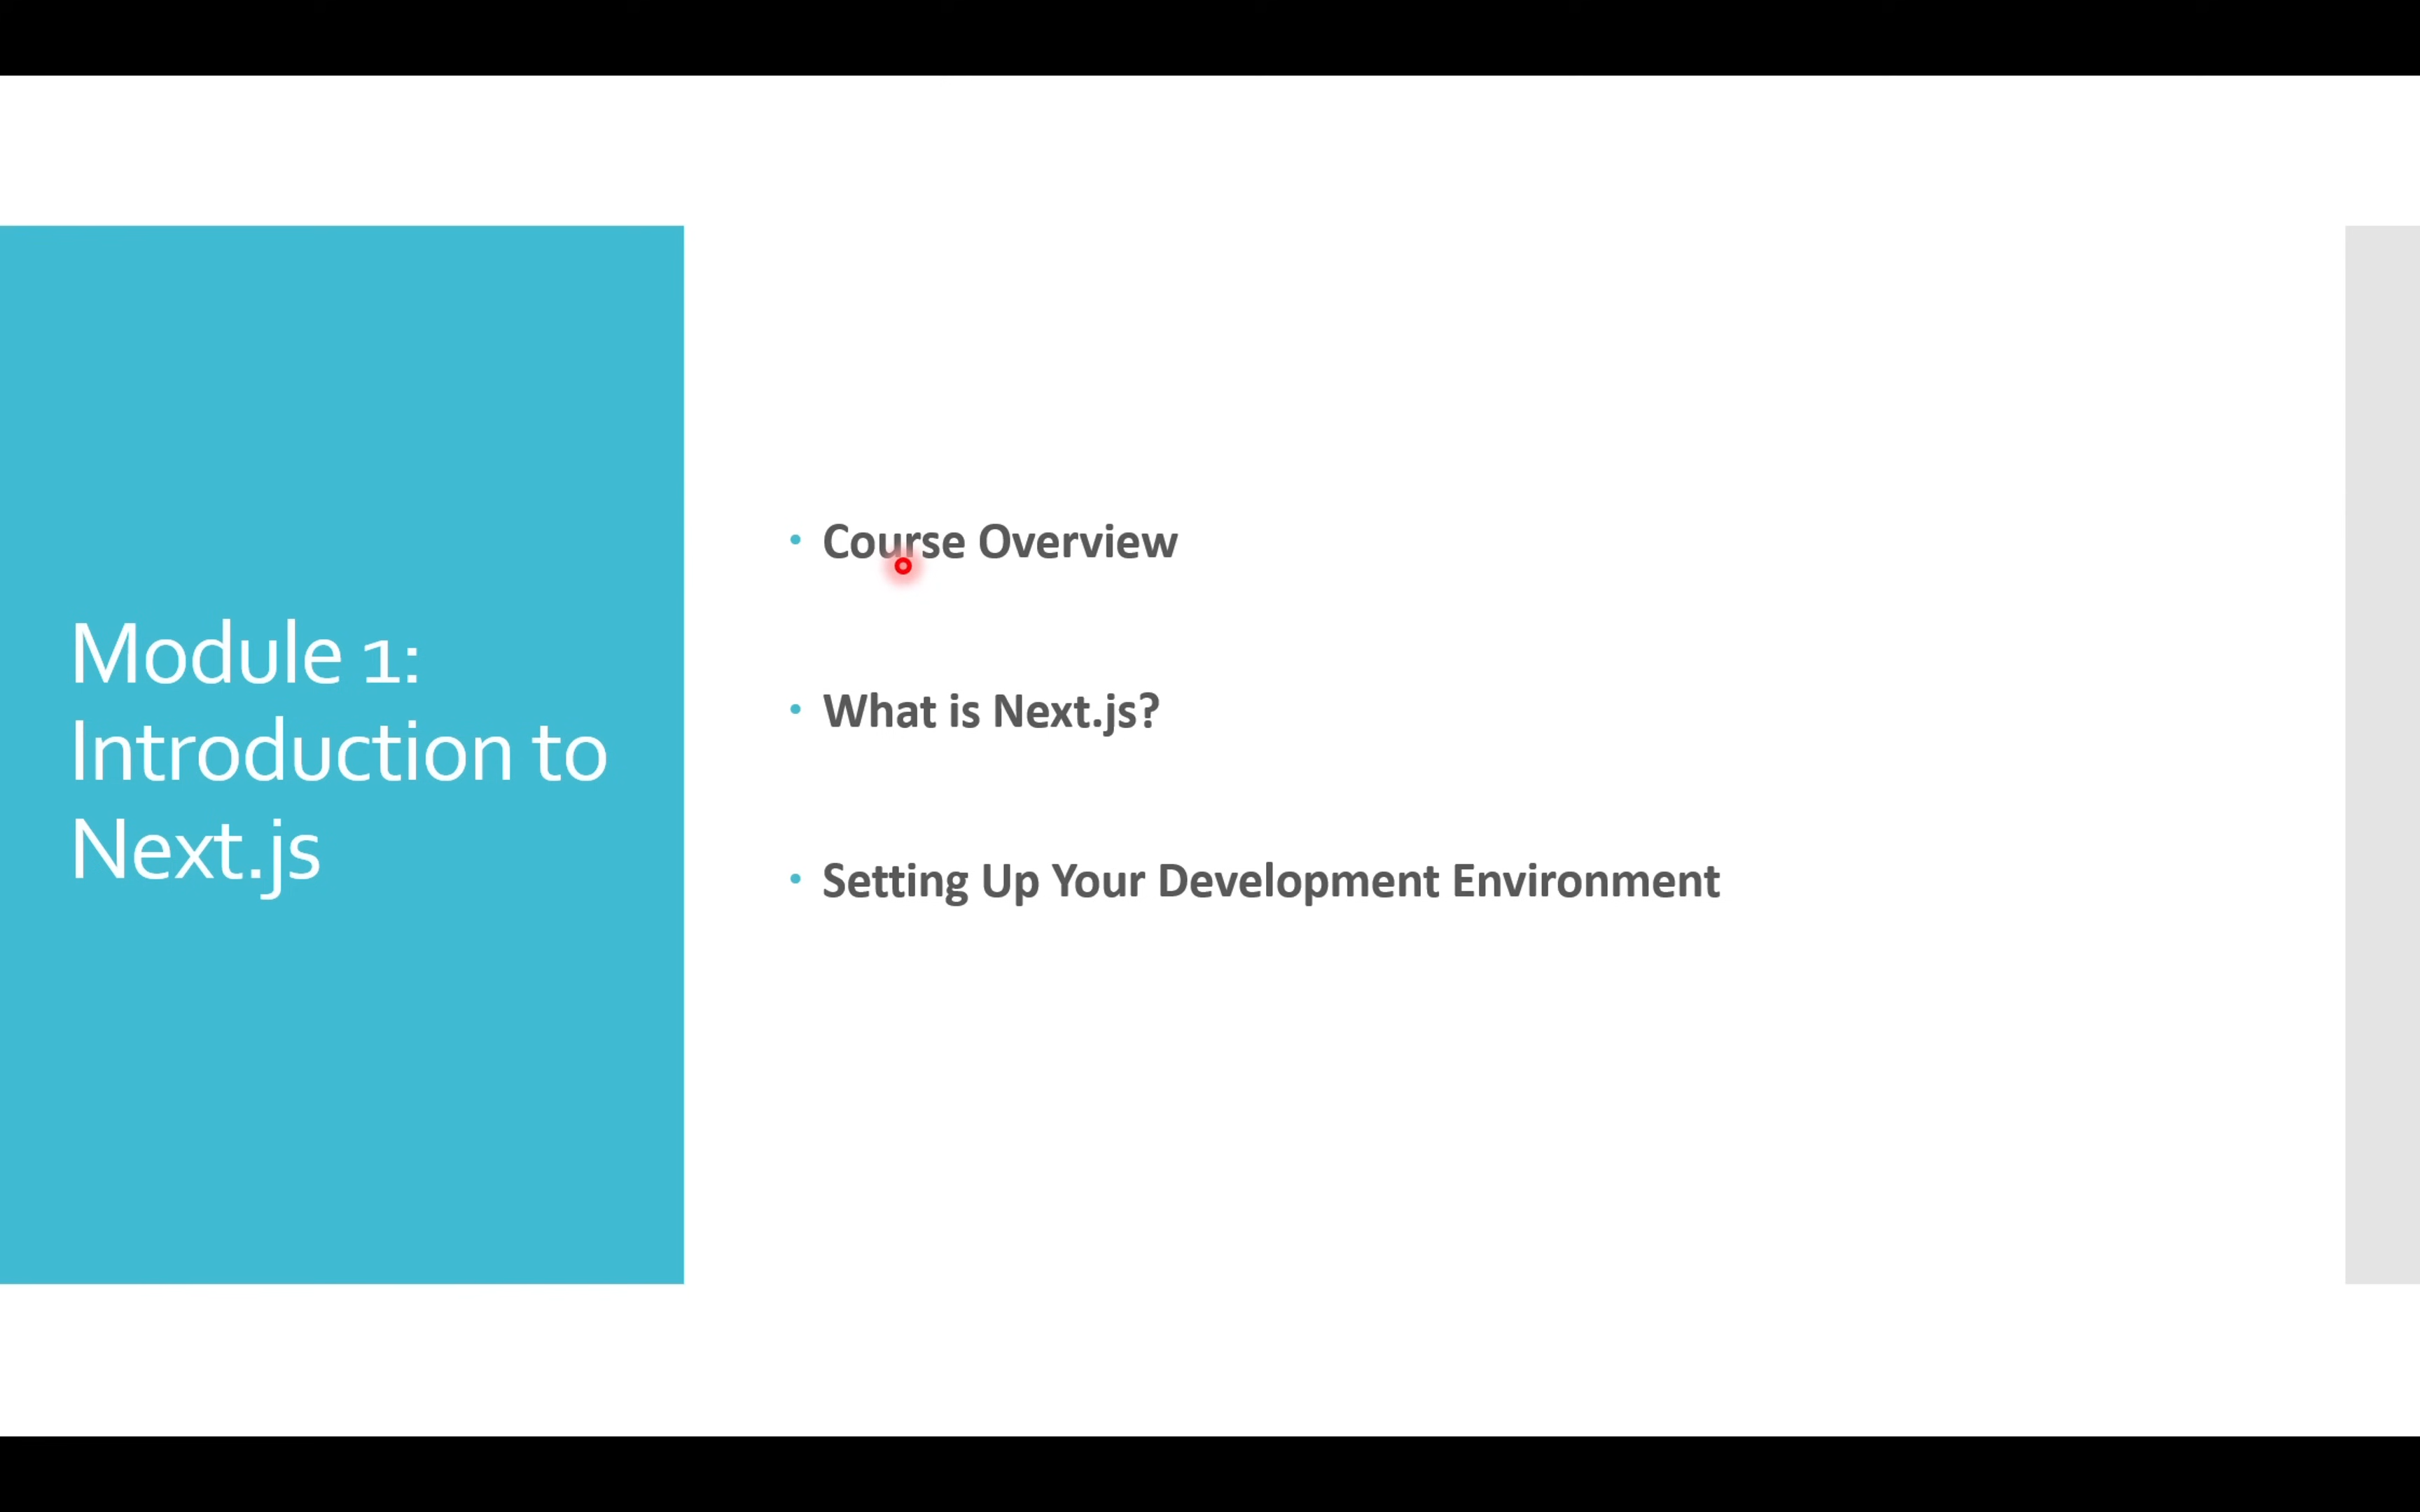 Module 1:
Introduction to
Next.js
• Course Overview
• What is Next.js?
• Setting Up Your Development Environment